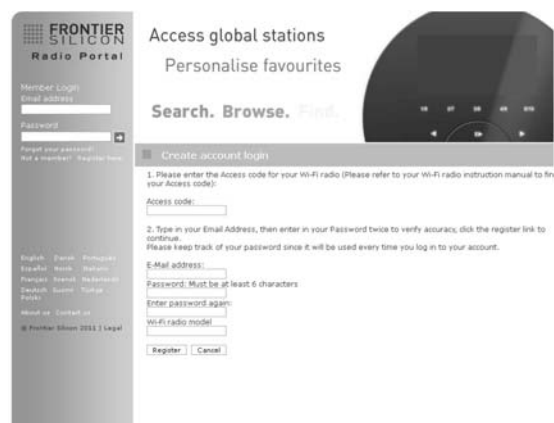 FRONTIER
SILICON
Radio Portal
Member Login
Email address
Password
Forgot your password?
Not a member? Register here
English Dansk Português
Español Norsk Italiano
Français Svensk Nederlands
Deutsch Suomi Türkçe
Polski
About us Contact us
© Frontier Silicon 2011 | Legal
Access global stations
Personalise favourites
Search. Browse. Find.
Create account login
1. Please enter the Access code for your Wi-Fi radio (Please refer to your Wi-Fi radio instruction manual to fin
your Access code):
Access code:
2. Type in your Email Address, then enter in your Password twice to verify accuracy, click the register link to
continue.
Please keep track of your password since it will be used every time you log in to your account.
E-Mail address:
Password: Must be at least 6 characters
Enter password again:
Wi-Fi radio model
Register Cancel